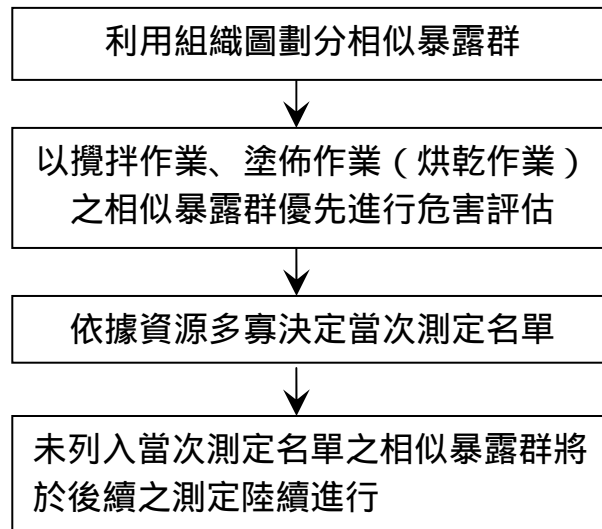 利用組織圖劃分相似暴露群
以攪拌作業、塗佈作業（烘乾作業）
之相似暴露群優先進行危害評估
依據資源多寡決定當次測定名單
未列入當次測定名單之相似暴露群將
於後續之測定陸續進行